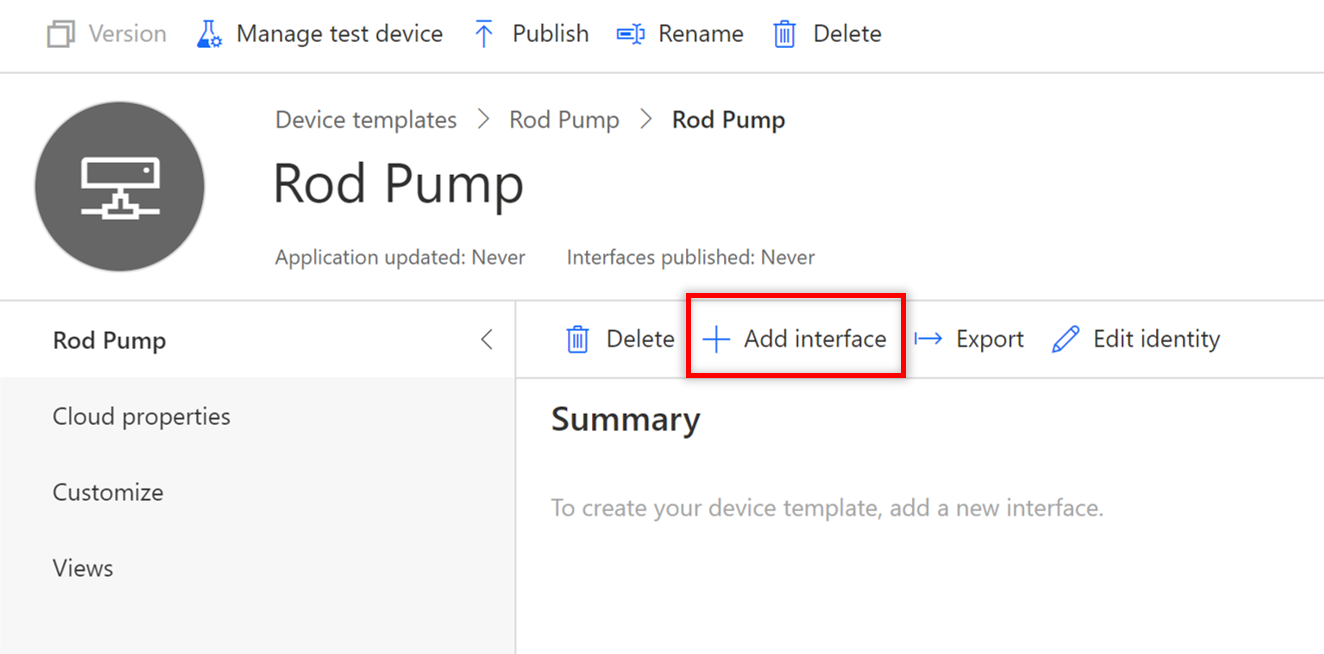 Version Manage test device Publish Rename Delete
Device templates > Rod Pump > Rod Pump
Rod Pump
Application updated: Never Interfaces published: Never
Rod Pump
Delete Add interface Export Edit identity
Cloud properties
Customize
Views
Summary
To create your device template, add a new interface.